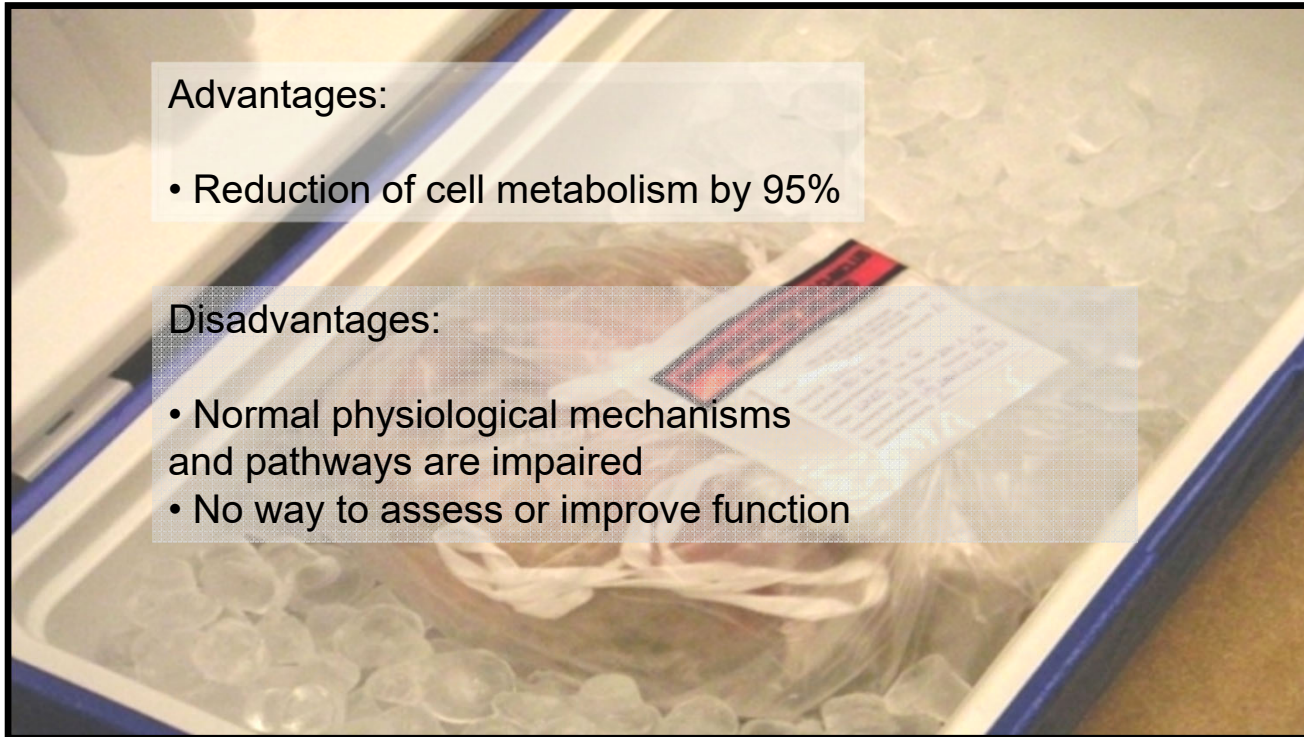 Advantages:
• Reduction of cell metabolism by 95%
Disadvantages:
• Normal physiological mechanisms
and pathways are impaired
• No way to assess or improve function